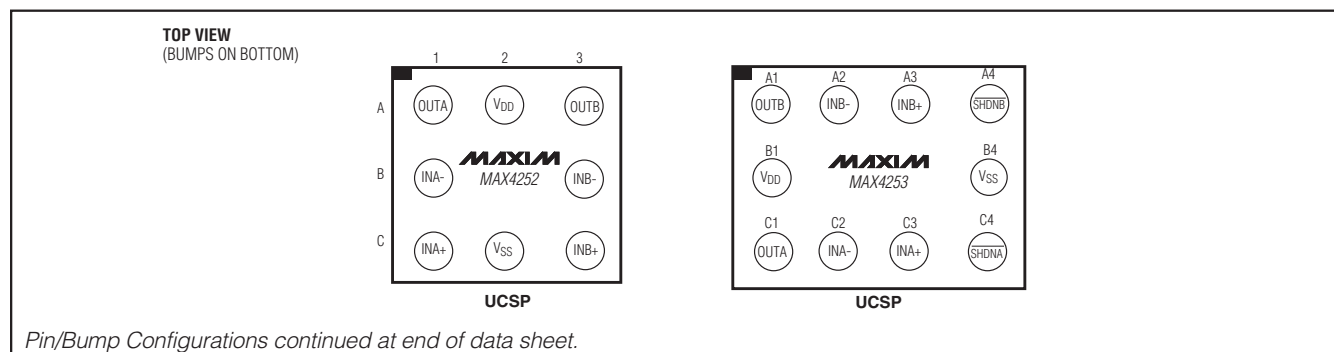 TOP VIEW
(BUMPS ON BOTTOM)
1 2 3
A OUTA VDD OUTB
B INA- INB-
MAXIM
MAX4252
C INA+ VSS INB+
UCSP
A1 A2 A3 A4
OUTB INB- INB+ SHDNB
B1 B4
VDD VSS
MAXIM
MAX4253
C1 C2 C3 C4
OUTA INA- INA+ SHDNA
UCSP
Pin/Bump Configurations continued at end of data sheet.